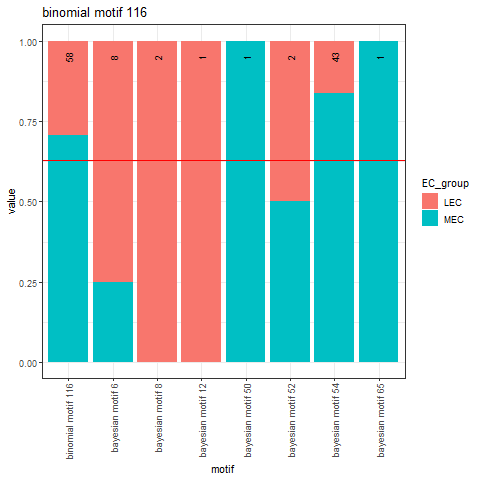 binomial motif 116
1.00
0.75
0.50
0.25
0.00
value
58
8
2
1
1
2
43
1
binomial motif 116
bayesian motif 6
bayesian motif 8
bayesian motif 12
bayesian motif 50
bayesian motif 52
bayesian motif 54
bayesian motif 65
motif
EC_group
LEC
MEC